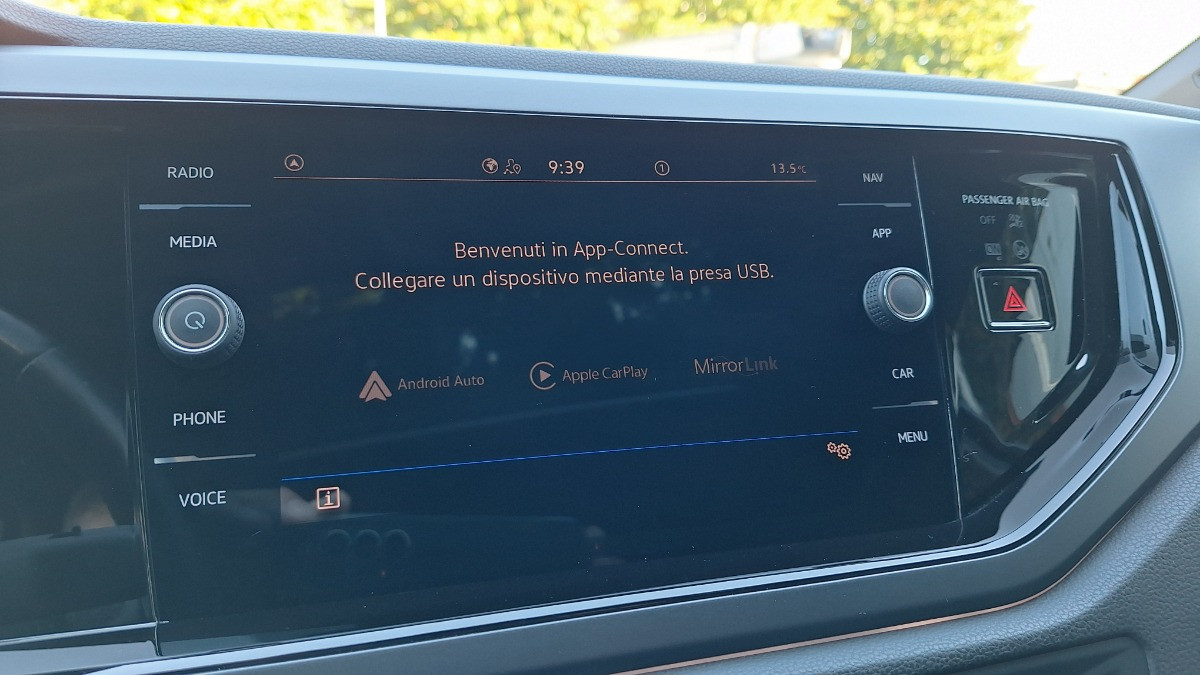 RADIO
MEDIA
PHONE
VOICE
9:39
1
13.5°C
Benvenuti in App-Connect.
Collegare un dispositivo mediante la presa USB.
Android Auto
Apple CarPlay
MirrorLink
i
NAV
APP
CAR
MENU
PASSENGER AIR BAG
OFF